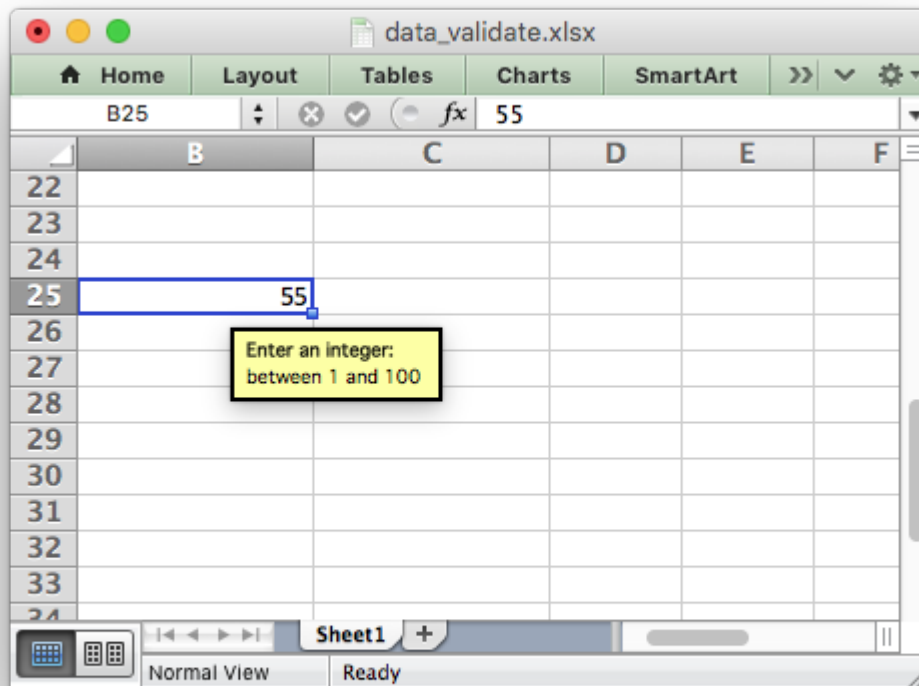 data_validate.xlsx
Home Layout Tables Charts SmartArt
B25 fx 55
B C D E F
22
23
24
25 55
26
Enter an integer:
27
between 1 and 100
28
29
30
31
32
33
34
Sheet1 +
Normal View Ready